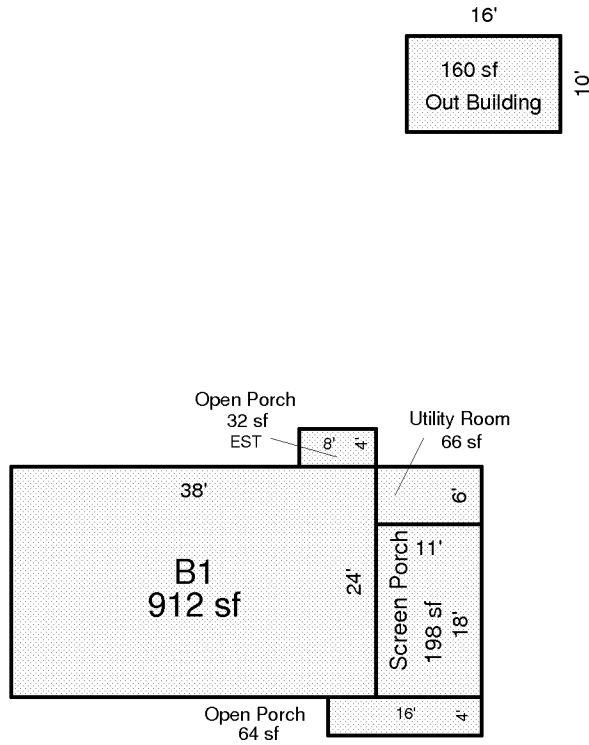 16'
160 sf
Out Building
10'
Open Porch
32 sf
EST
8'
4'
Utility Room
66 sf
38'
6'
B1
912 sf
24'
Screen Porch
198 sf
11'
18'
Open Porch
64 sf
16'
4'